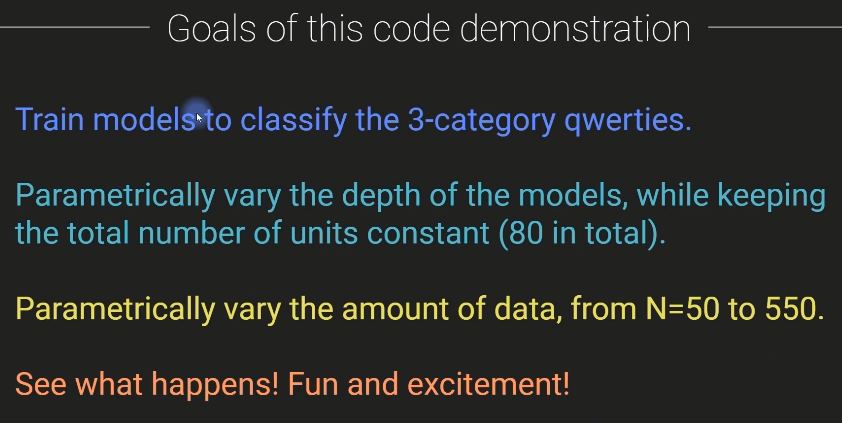 Goals of this code demonstration
Train models to classify the 3-category qwerties.
Parametrically vary the depth of the models, while keeping
the total number of units constant (80 in total).
Parametrically vary the amount of data, from N=50 to 550.
See what happens! Fun and excitement!